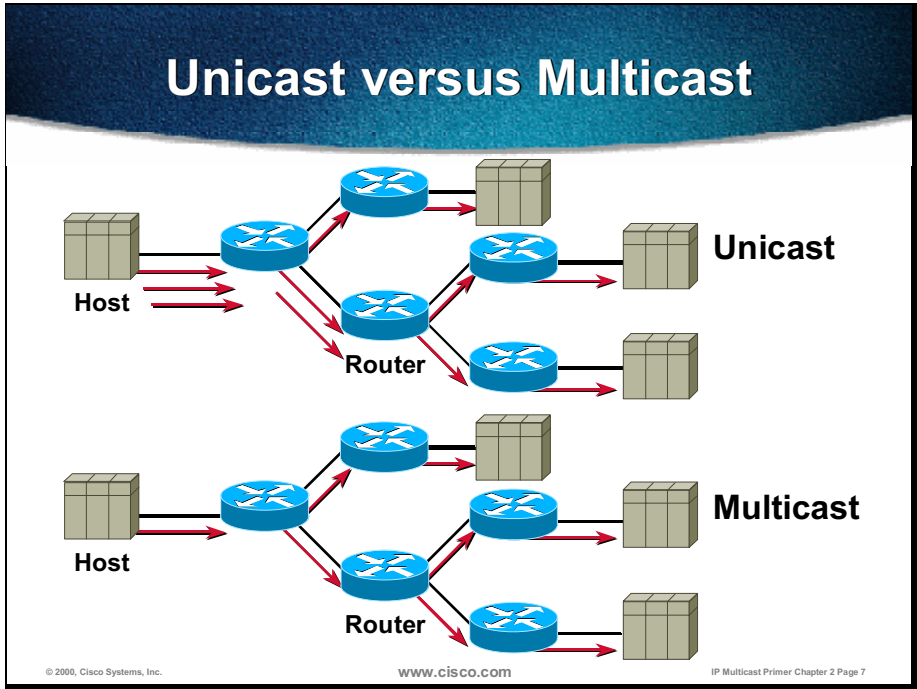 Unicast versus Multicast
Unicast
Host
Router
Multicast
Host
Router
© 2000, Cisco Systems, Inc.
www.cisco.com
IP Multicast Primer Chapter 2 Page 7